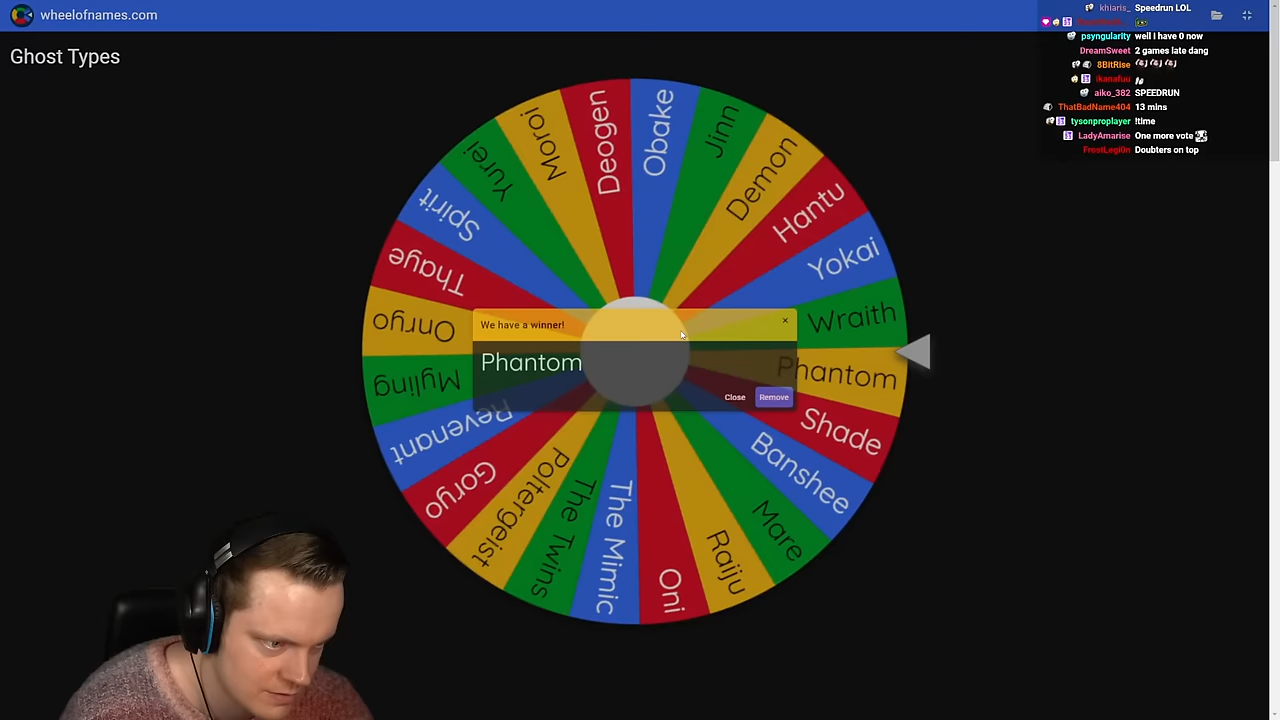 wheelofnames.com
Ghost Types
khiaris_ Speedrun LOL
psyngularity well i have 0 now
DreamSweet 2 games late dang
8BitRise
ikanafuu
aiko_382 SPEEDRUN
ThatBadName404 13 mins
tysonproplayer !time
LadyAmarise One more vote
FrostLegi0n Doubters on top
Obake
Jinn
Demon
Hantu
Yokai
Wraith
Phantom
Shade
Banshee
Mare
Raiju
Oni
The Mimic
The Twins
Poltergeist
Goryo
Revenant
Myling
Onryo
Thaye
Spirit
Yurei
Moroi
Deogen
We have a winner!
×
Phantom
Close
Remove